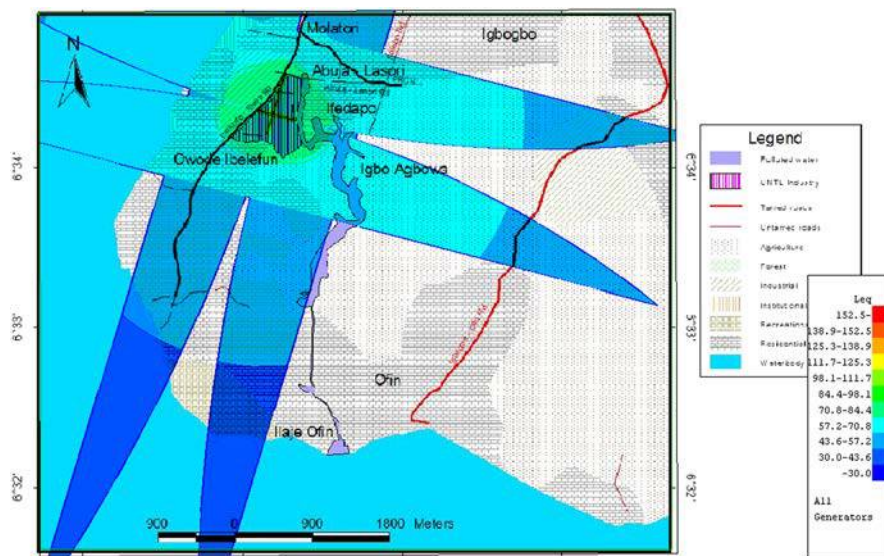 Molaton
Igbogbo
N
Abuja - Lasou
Ifedapo
Owode Ibelefun
Igbo Agbowa
6°34'
6°34'
6°33'
6°33'
Ofin
Ilaje Ofin
6°32'
6°32'
900 0 900 1800 Meters
Legend
Polluted water
UNTL Industry
Tarred roads
Untarred roads
Agriculture
Forest
Industrial
Institutional
Recreations
Residential
Waterbody
Leq
152.5-
138.9-152.5
125.3-138.9
111.7-125.3
98.1-111.7
84.4-98.1
70.8-84.4
57.2-70.8
43.6-57.2
30.0-43.6
-30.0
All
Generators